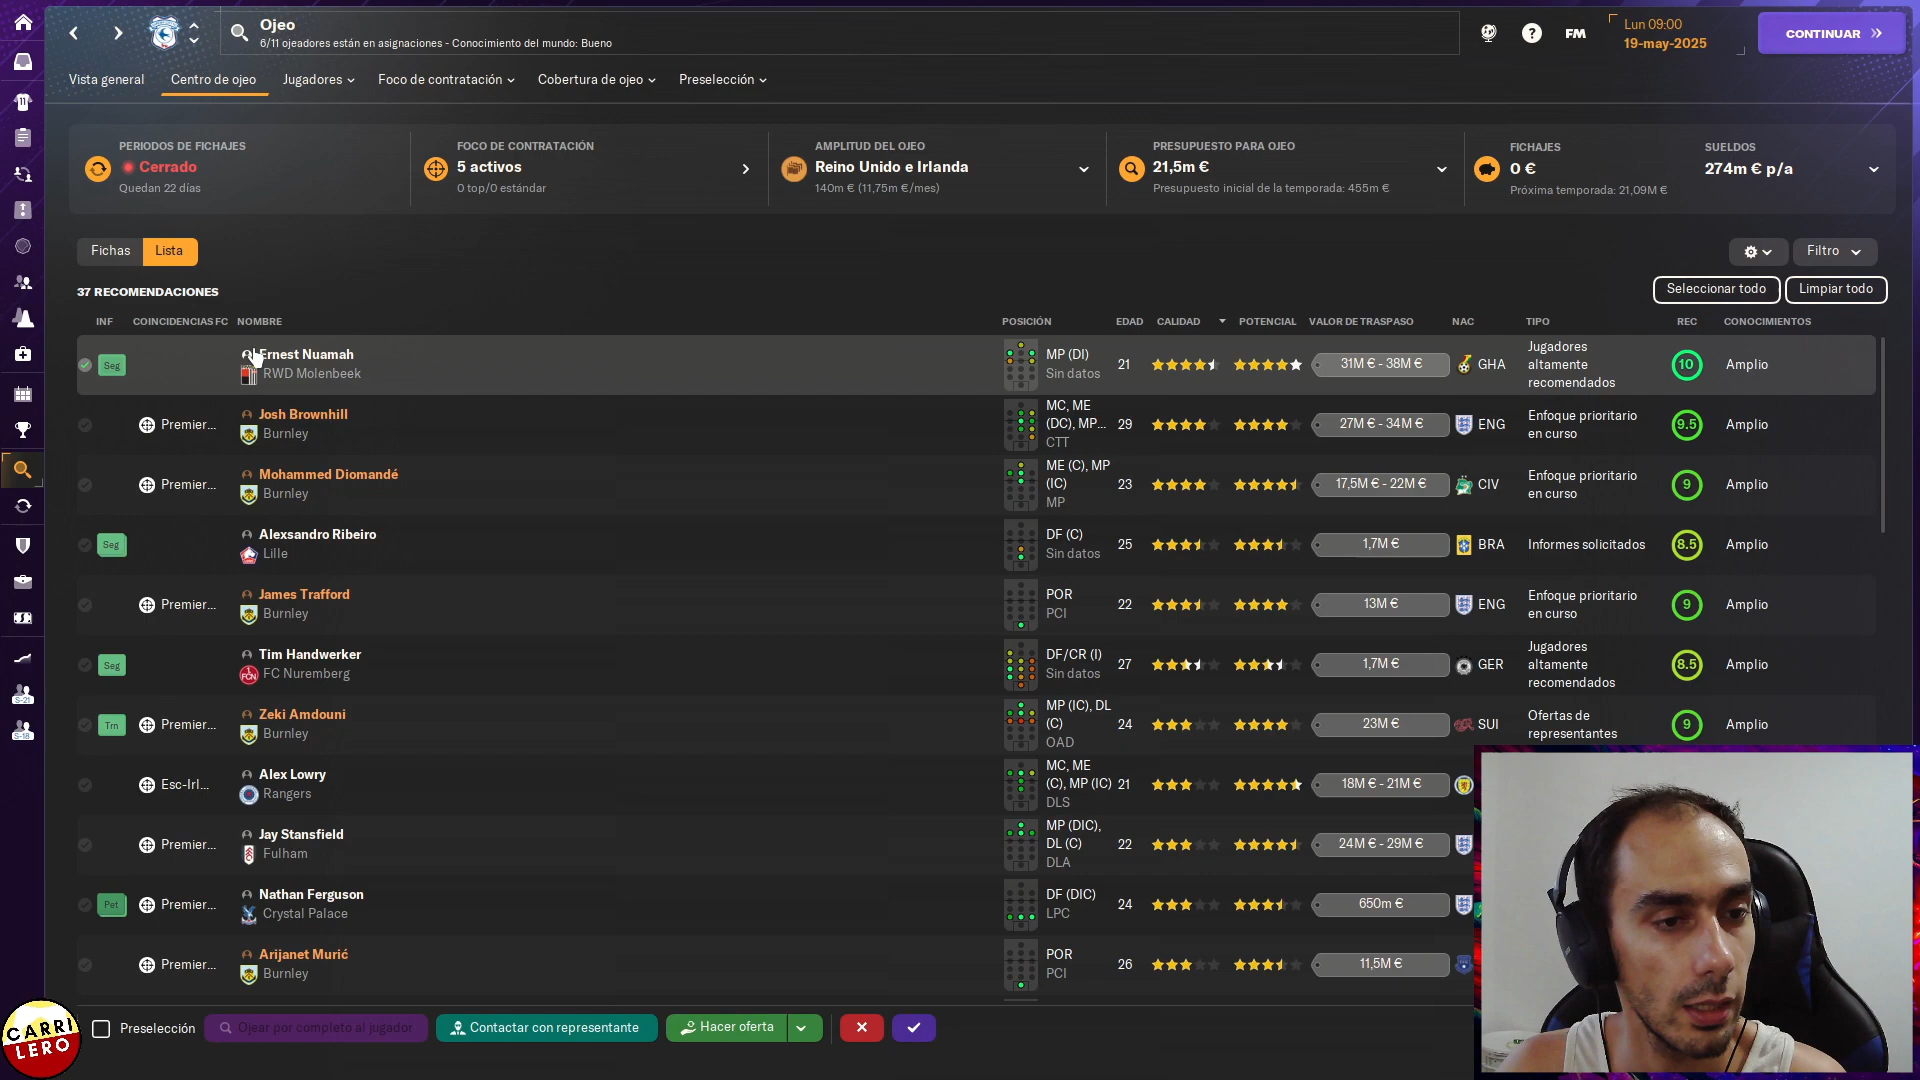 Ojeo
6/11 ojeadores están en asignaciones - Conocimiento del mundo: Bueno
FM
Lun 09:00
19-may-2025
CONTINUAR
Vista general
Centro de ojeo
Jugadores
Foco de contratación
Cobertura de ojeo
Preselección
PERIODOS DE FICHAJES
Cerrado
Quedan 22 días
FOCO DE CONTRATACIÓN
5 activos
0 top/0 estándar
AMPLITUD DEL OJEO
Reino Unido e Irlanda
140m € (11,75m €/mes)
PRESUPUESTO PARA OJEO
21,5m €
Presupuesto inicial de la temporada: 455m €
FICHAJES
0 €
Próxima temporada: 21,09M €
SUELDOS
274m € p/a
Fichas
Lista
Filtro
37 RECOMENDACIONES
Seleccionar todo
Limpiar todo
INF COINCIDENCIAS FC NOMBRE POSICIÓN EDAD CALIDAD POTENCIAL VALOR DE TRASPASO NAC TIPO REC CONOCIMIENTOS
Seg
Ernest Nuamah
RWD Molenbeek
MP (DI)
Sin datos
21
31M € - 38M €
GHA
Jugadores
altamente
recomendados
10
Amplio
Premier...
Josh Brownhill
Burnley
MC, ME
(DC), MP...
CTT
29
27M € - 34M €
ENG
Enfoque prioritario
en curso
9.5
Amplio
Premier...
Mohammed Diomandé
Burnley
ME (C), MP
(IC)
MP
23
17,5M € - 22M €
CIV
Enfoque prioritario
en curso
9
Amplio
Seg
Alexsandro Ribeiro
Lille
DF (C)
Sin datos
25
1,7M €
BRA
Informes solicitados
8.5
Amplio
Premier...
James Trafford
Burnley
POR
PCI
22
13M €
ENG
Enfoque prioritario
en curso
9
Amplio
Seg
Tim Handwerker
FC Nuremberg
DF/CR (I)
Sin datos
27
1,7M €
GER
Jugadores
altamente
recomendados
8.5
Amplio
Trn
Premier...
Zeki Amdouni
Burnley
MP (IC), DL
(C)
OAD
24
23M €
SUI
Ofertas de
representantes
9
Amplio
Esc-Irl...
Alex Lowry
Rangers
MC, ME
(C), MP (IC)
DLS
21
18M € - 21M €
Premier...
Jay Stansfield
Fulham
MP (DIC),
DL (C)
DLA
22
24M € - 29M €
Pet
Premier...
Nathan Ferguson
Crystal Palace
DF (DIC)
LPC
24
650m €
Premier...
Arijanet Murić
Burnley
POR
PCI
26
11,5M €
Preselección
Ojear por completo al jugador
Contactar con representante
Hacer oferta
S-21
S-18
CARRI
LERO